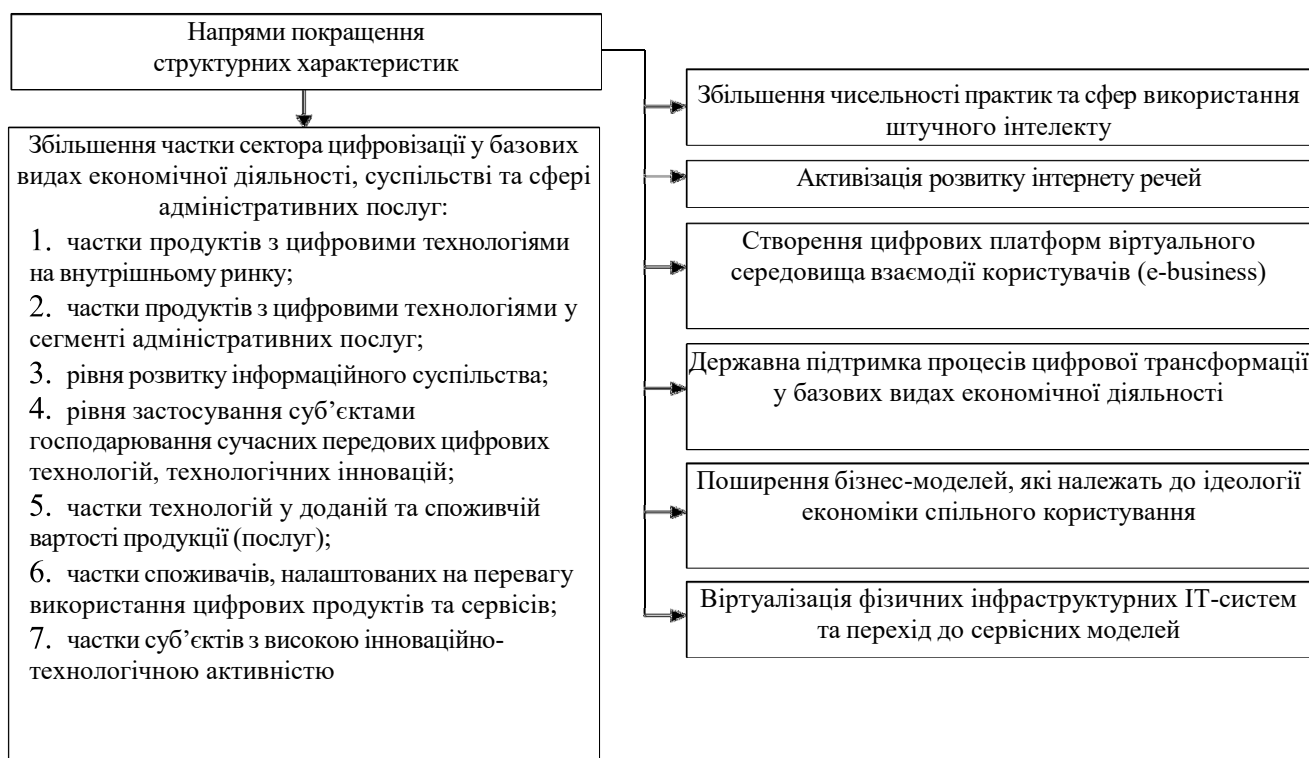 Напрями покращення
структурних характеристик
Збільшення частки сектора цифровізації у базових
видах економічної діяльності, суспільстві та сфері
адміністративних послуг:
1. частки продуктів з цифровими технологіями
на внутрішньому ринку;
2. частки продуктів з цифровими технологіями у
сегменті адміністративних послуг;
3. рівня розвитку інформаційного суспільства;
4. рівня застосування суб’єктами
господарювання сучасних передових цифрових
технологій, технологічних інновацій;
5. частки технологій у доданій та споживчій
вартості продукції (послуг);
6. частки споживачів, налаштованих на перевагу
використання цифрових продуктів та сервісів;
7. частки суб’єктів з високою інноваційно-
технологічною активністю
Збільшення чисельності практик та сфер використання
штучного інтелекту
Активізація розвитку інтернету речей
Створення цифрових платформ віртуального
середовища взаємодії користувачів (e-business)
Державна підтримка процесів цифрової трансформації
у базових видах економічної діяльності
Поширення бізнес-моделей, які належать до ідеології
економіки спільного користування
Віртуалізація фізичних інфраструктурних ІТ-систем
та перехід до сервісних моделей